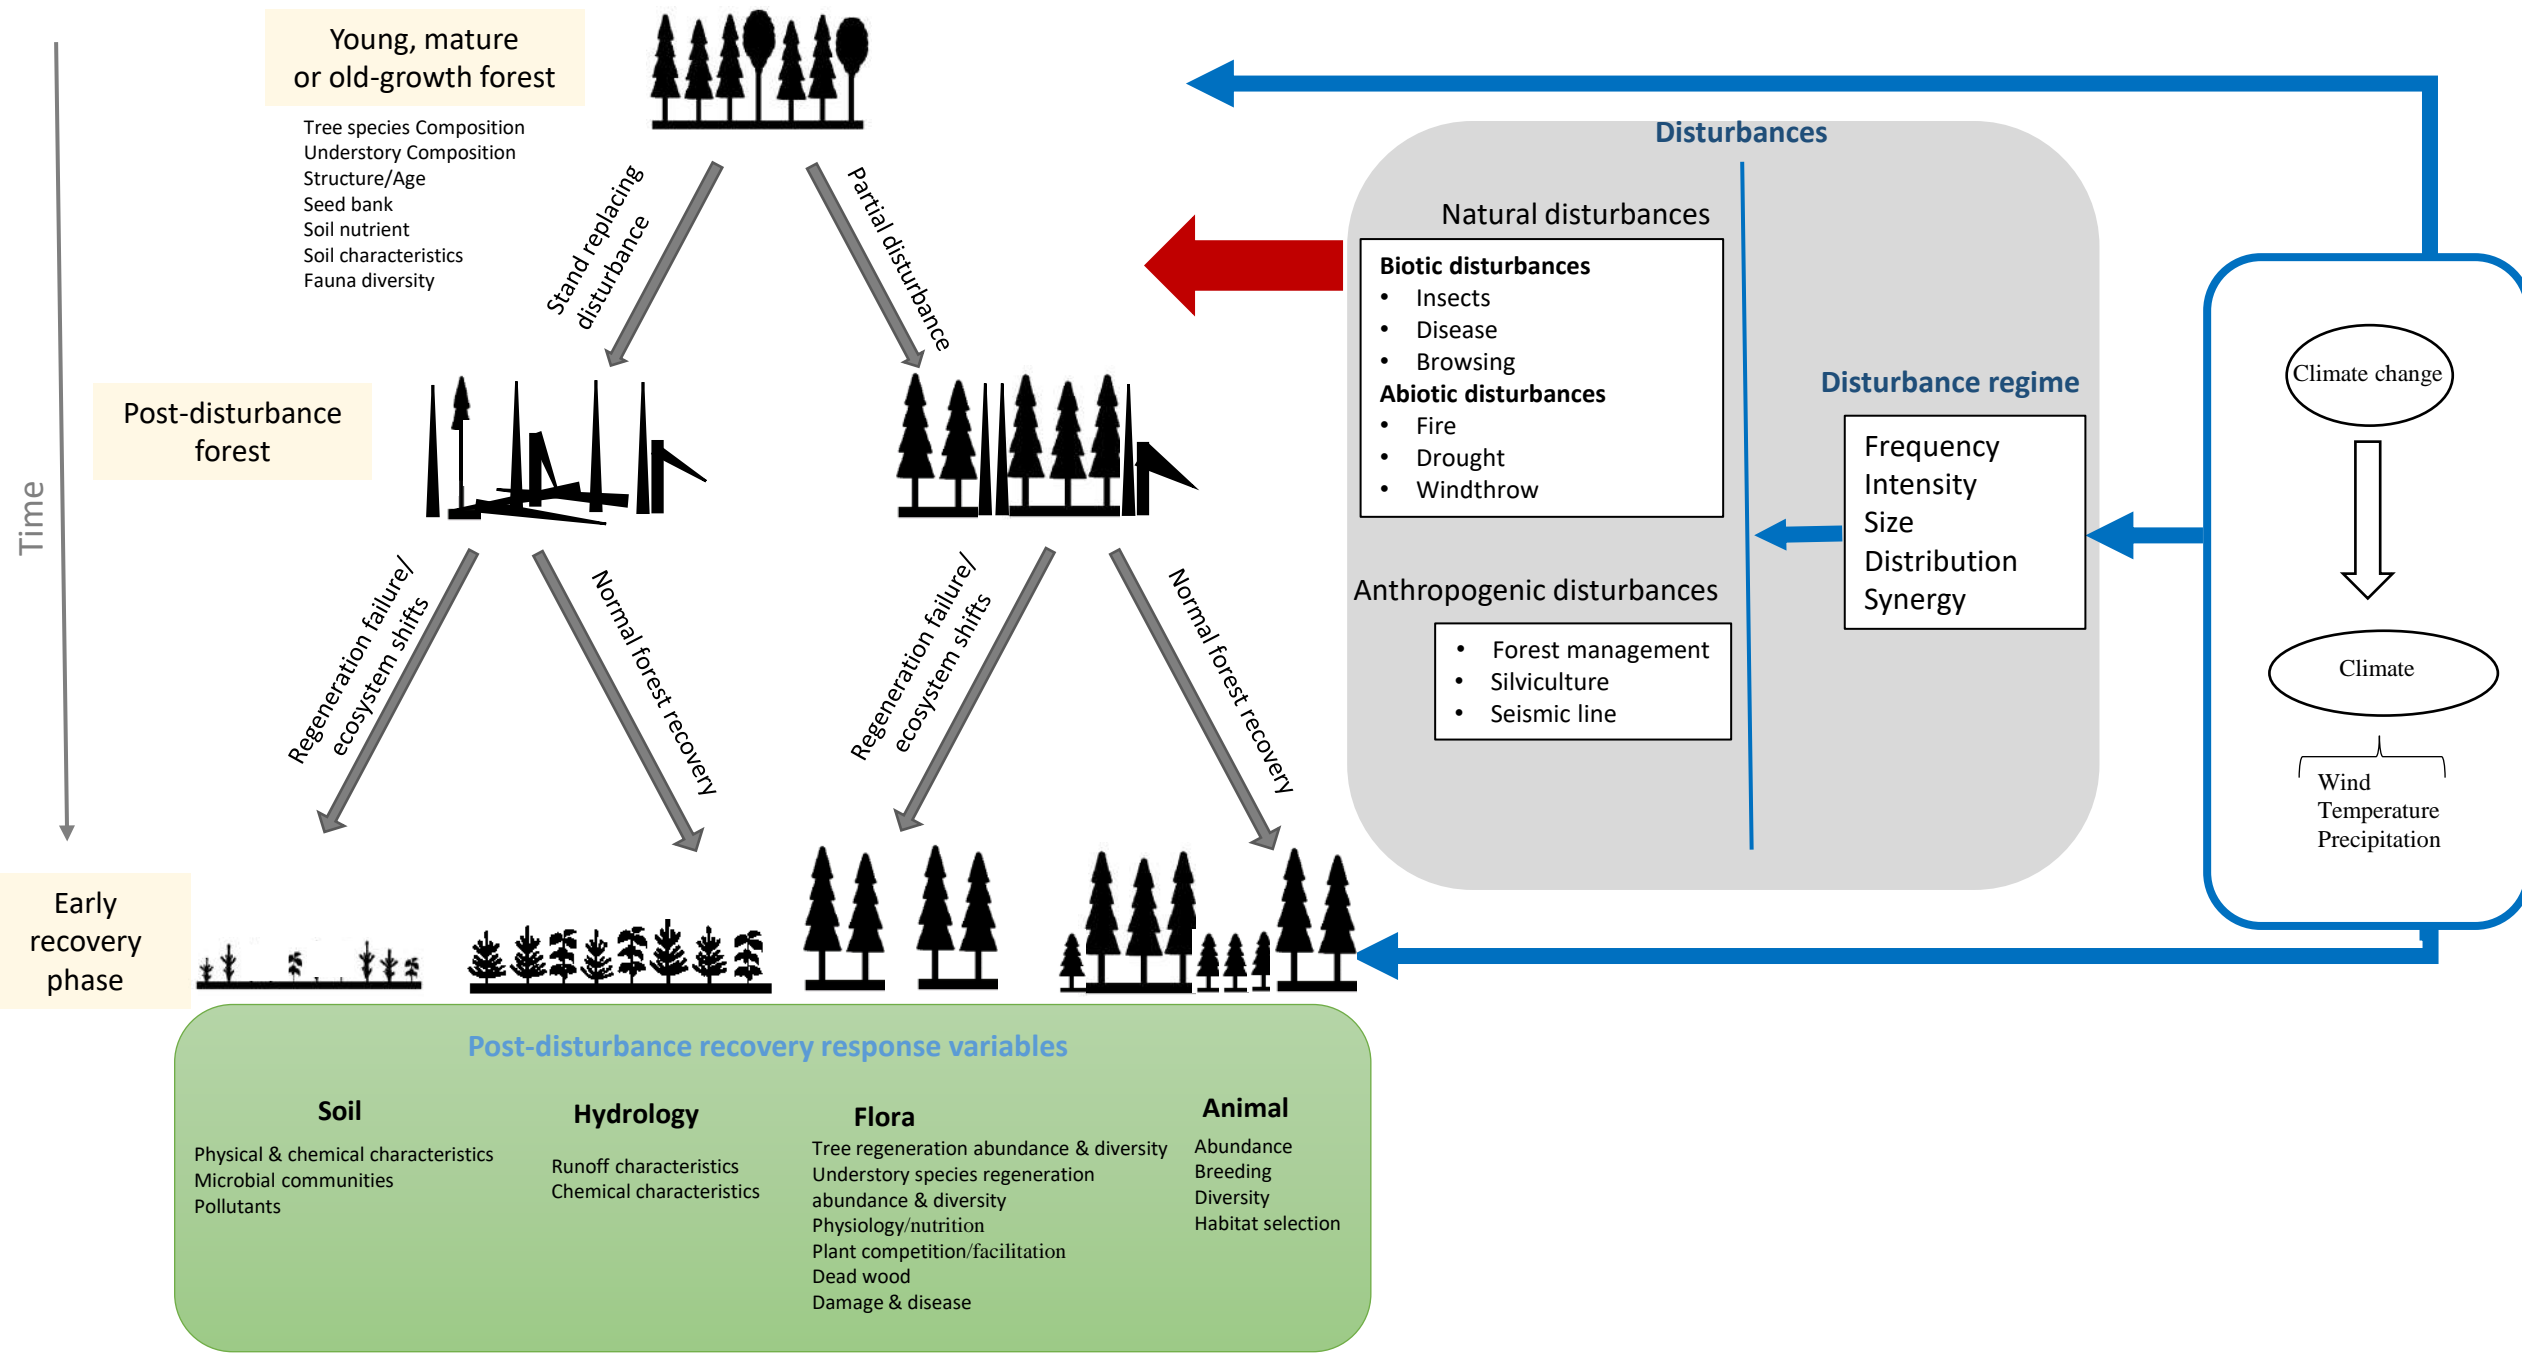 Time
Young, mature
or old-growth forest
Tree species Composition
Understory Composition
Structure/Age
Seed bank
Soil nutrient
Soil characteristics
Fauna diversity
Stand replacing
disturbance
Partial disturbance
Post-disturbance
forest
Regeneration failure/
ecosystem shifts
Normal forest recovery
Regeneration failure/
ecosystem shifts
Normal forest recovery
Early
recovery
phase
Disturbances
Natural disturbances
Biotic disturbances
• Insects
• Disease
• Browsing
Abiotic disturbances
• Fire
• Drought
• Windthrow
Anthropogenic disturbances
• Forest management
• Silviculture
• Seismic line
Disturbance regime
Frequency
Intensity
Size
Distribution
Synergy
Climate change
Climate
Wind
Temperature
Precipitation
Post-disturbance recovery response variables
Soil
Physical & chemical characteristics
Microbial communities
Pollutants
Hydrology
Runoff characteristics
Chemical characteristics
Flora
Tree regeneration abundance & diversity
Understory species regeneration
abundance & diversity
Physiology/nutrition
Plant competition/facilitation
Dead wood
Damage & disease
Animal
Abundance
Breeding
Diversity
Habitat selection